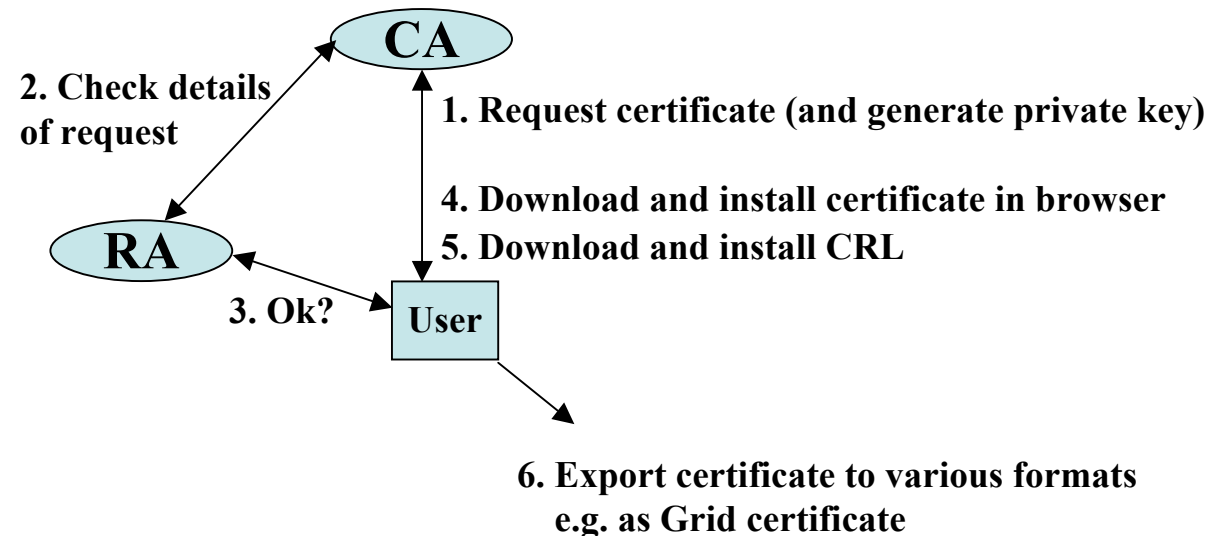 CA
2. Check details
of request
1. Request certificate (and generate private key)
4. Download and install certificate in browser
5. Download and install CRL
RA
3. Ok?
User
6. Export certificate to various formats
e.g. as Grid certificate